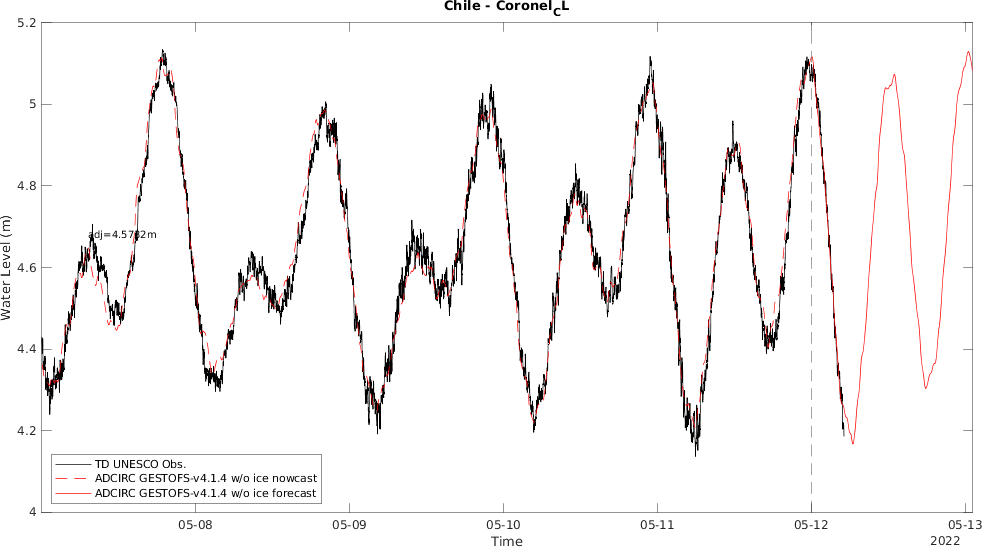 Chile - Coronel_CL
5.2
5
4.8
4.6
4.4
4.2
4
Water Level (m)
adj=4.5782m
TD UNESCO Obs.
ADCIRC GESTOFS-v4.1.4 w/o ice nowcast
ADCIRC GESTOFS-v4.1.4 w/o ice forecast
05-08
05-09
05-10
05-11
05-12
05-13
Time
2022